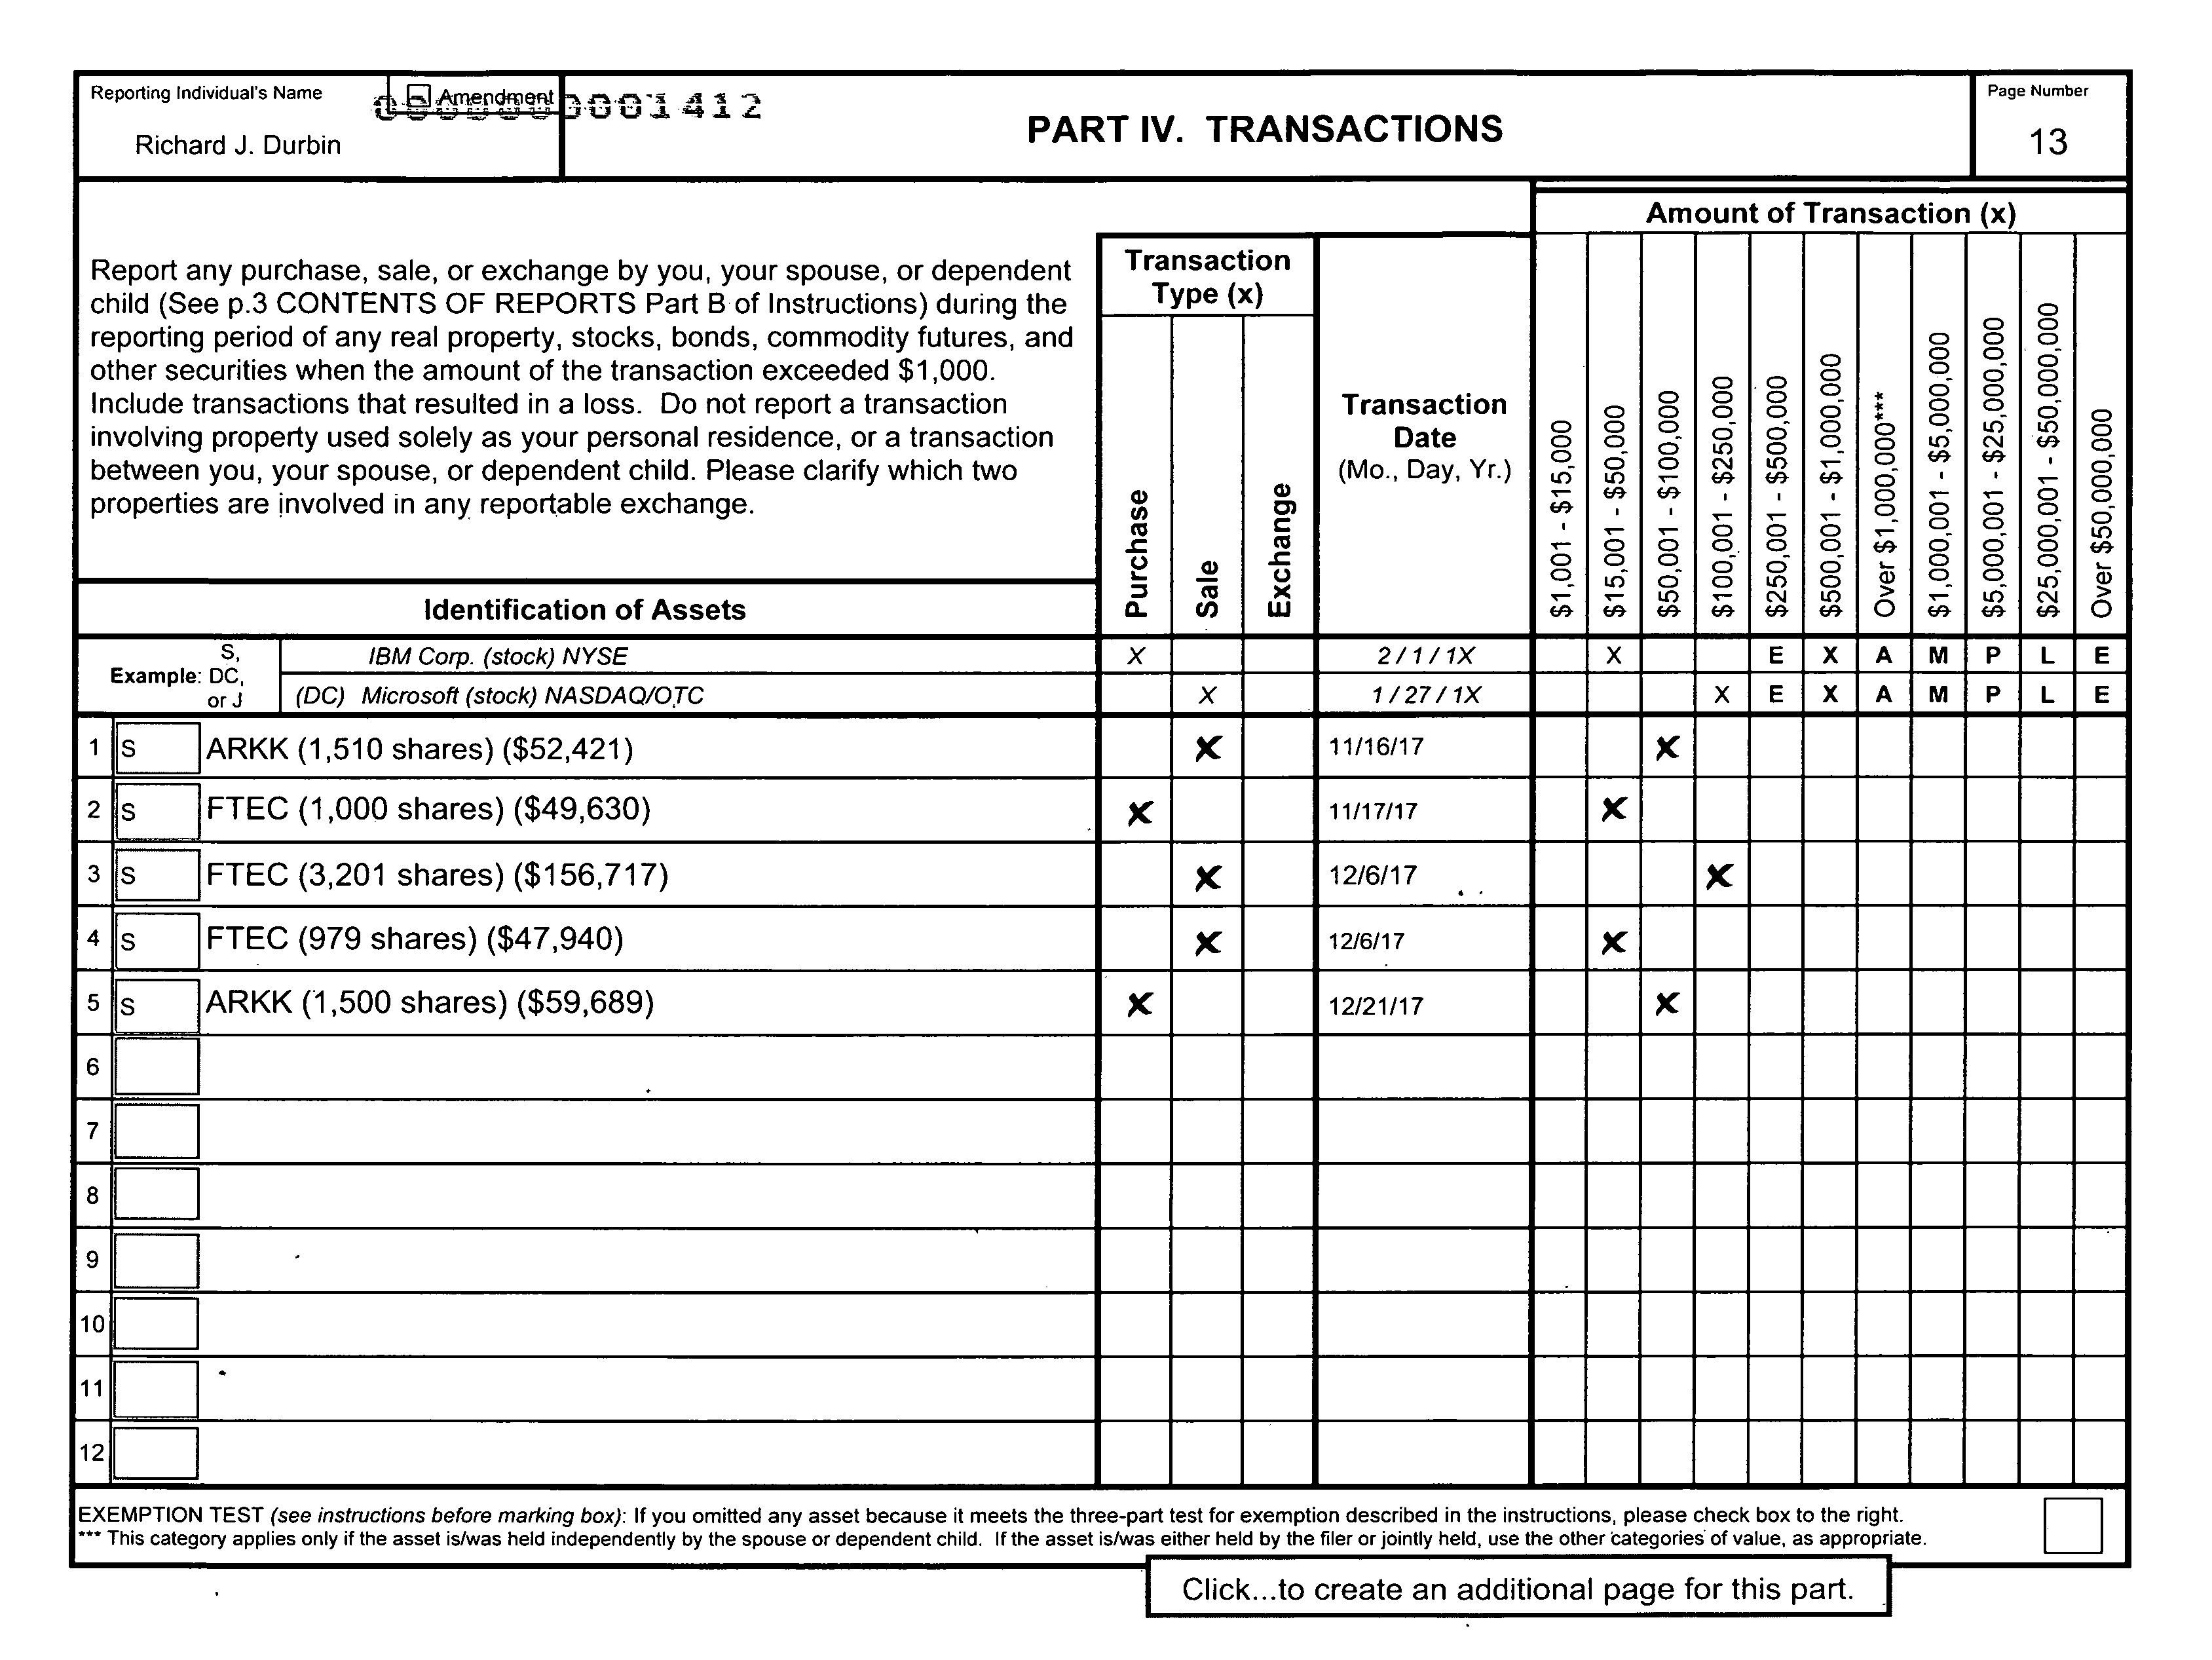 Reporting Individual's Name
Amendment
0000000001412
Richard J. Durbin
PART IV. TRANSACTIONS
Page Number
13
Report any purchase, sale, or exchange by you, your spouse, or dependent
child (See p.3 CONTENTS OF REPORTS Part B of Instructions) during the
reporting period of any real property, stocks, bonds, commodity futures, and
other securities when the amount of the transaction exceeded $1,000.
Include transactions that resulted in a loss. Do not report a transaction
involving property used solely as your personal residence, or a transaction
between you, your spouse, or dependent child. Please clarify which two
properties are involved in any reportable exchange.
Identification of Assets
Transaction
Type (x)
Purchase
Sale
Exchange
Transaction
Date
(Mo., Day, Yr.)
Amount of Transaction (x)
$1,001 - $15,000
$15,001 - $50,000
$50,001 - $100,000
$100,001 - $250,000
$250,001 - $500,000
$500,001 - $1,000,000
Over $1,000,000***
$1,000,001 - $5,000,000
$5,000,001 - $25,000,000
$25,000,001 - $50,000,000
Over $50,000,000
Example: S, DC, or J
IBM Corp. (stock) NYSE X 2 / 1 / 1X X E X A M P L E
(DC) Microsoft (stock) NASDAQ/OTC X 1 / 27 / 1X X E X A M P L E
1 S ARKK (1,510 shares) ($52,421) X 11/16/17 X
2 S FTEC (1,000 shares) ($49,630) X 11/17/17 X
3 S FTEC (3,201 shares) ($156,717) X 12/6/17 X
4 S FTEC (979 shares) ($47,940) X 12/6/17 X
5 S ARKK (1,500 shares) ($59,689) X 12/21/17 X
6
7
8
9
10
11
12
EXEMPTION TEST (see instructions before marking box): If you omitted any asset because it meets the three-part test for exemption described in the instructions, please check box to the right.
*** This category applies only if the asset is/was held independently by the spouse or dependent child. If the asset is/was either held by the filer or jointly held, use the other categories of value, as appropriate.
Click...to create an additional page for this part.